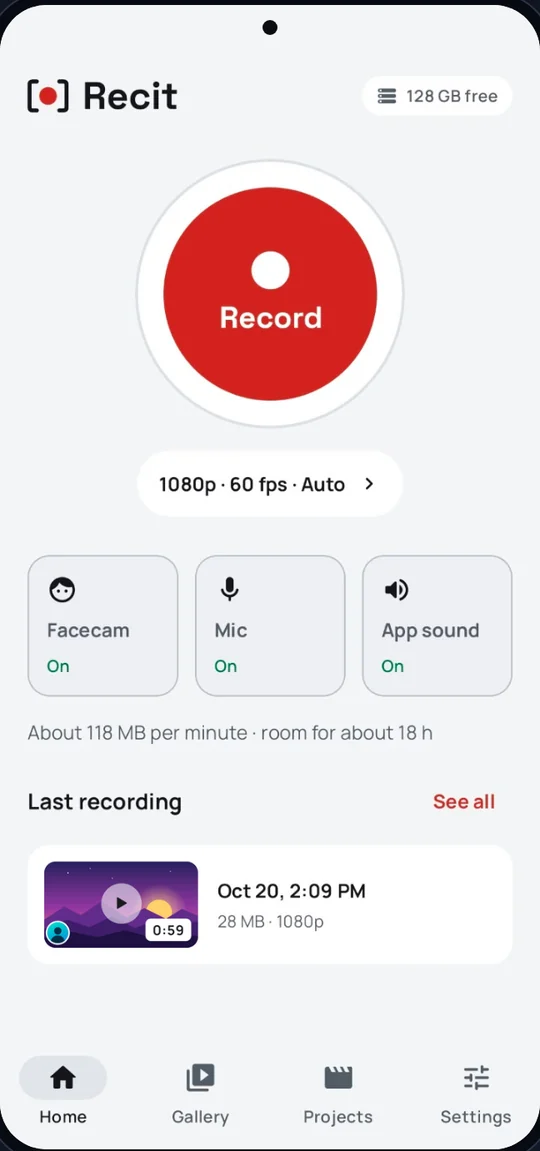 Recit
128 GB free
Record
1080p · 60 fps · Auto
Facecam
On
Mic
On
App sound
On
About 118 MB per minute · room for about 18 h
Last recording
See all
0:59
Oct 20, 2:09 PM
28 MB · 1080p
Home
Gallery
Projects
Settings